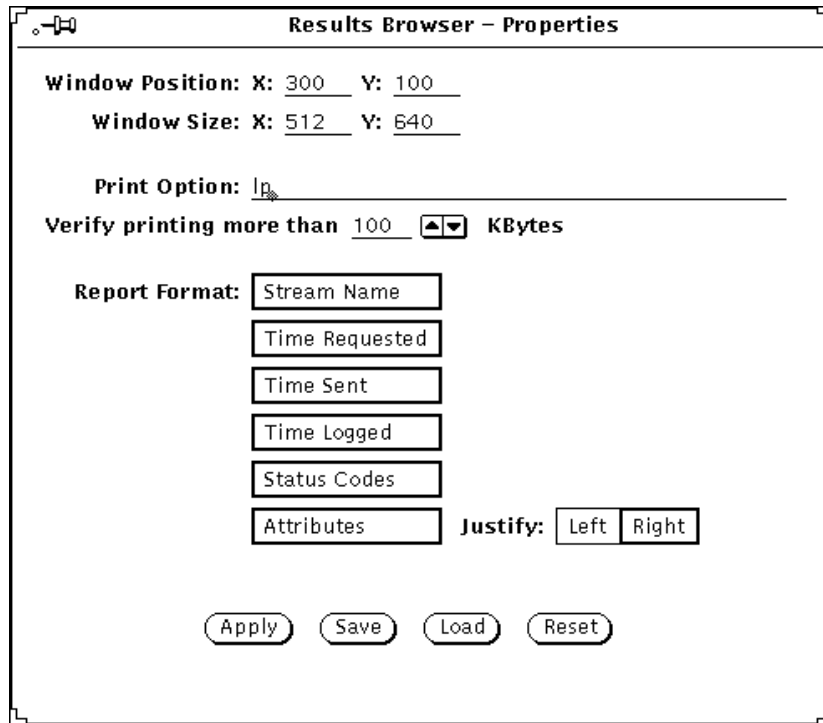 Results Browser – Properties
Window Position: X: 300 Y: 100
Window Size: X: 512 Y: 640
Print Option: lp
Verify printing more than 100 KBytes
Report Format: Stream Name
Time Requested
Time Sent
Time Logged
Status Codes
Attributes Justify: Left Right
Apply Save Load Reset